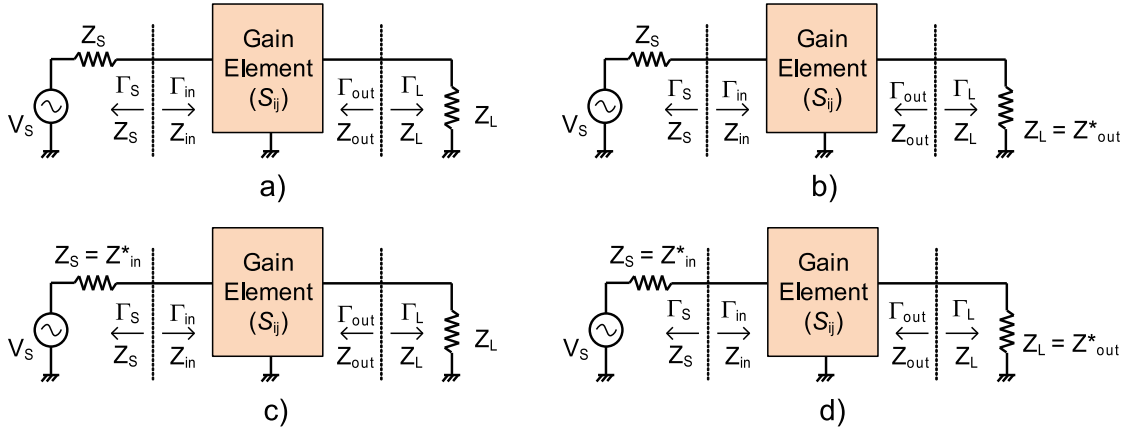 Z_S
Gain Element (S_ij)
Γ_S Γ_in
Z_S Z_in
V_S
Γ_out Γ_L
Z_out Z_L
Z_L
a)
Z_S
Gain Element (S_ij)
Γ_S Γ_in
Z_S Z_in
V_S
Γ_out Γ_L
Z_out Z_L
Z_L = Z*_out
b)
Z_S = Z*_in
Gain Element (S_ij)
Γ_S Γ_in
Z_S Z_in
V_S
Γ_out Γ_L
Z_out Z_L
Z_L
c)
Z_S = Z*_in
Gain Element (S_ij)
Γ_S Γ_in
Z_S Z_in
V_S
Γ_out Γ_L
Z_out Z_L
Z_L = Z*_out
d)